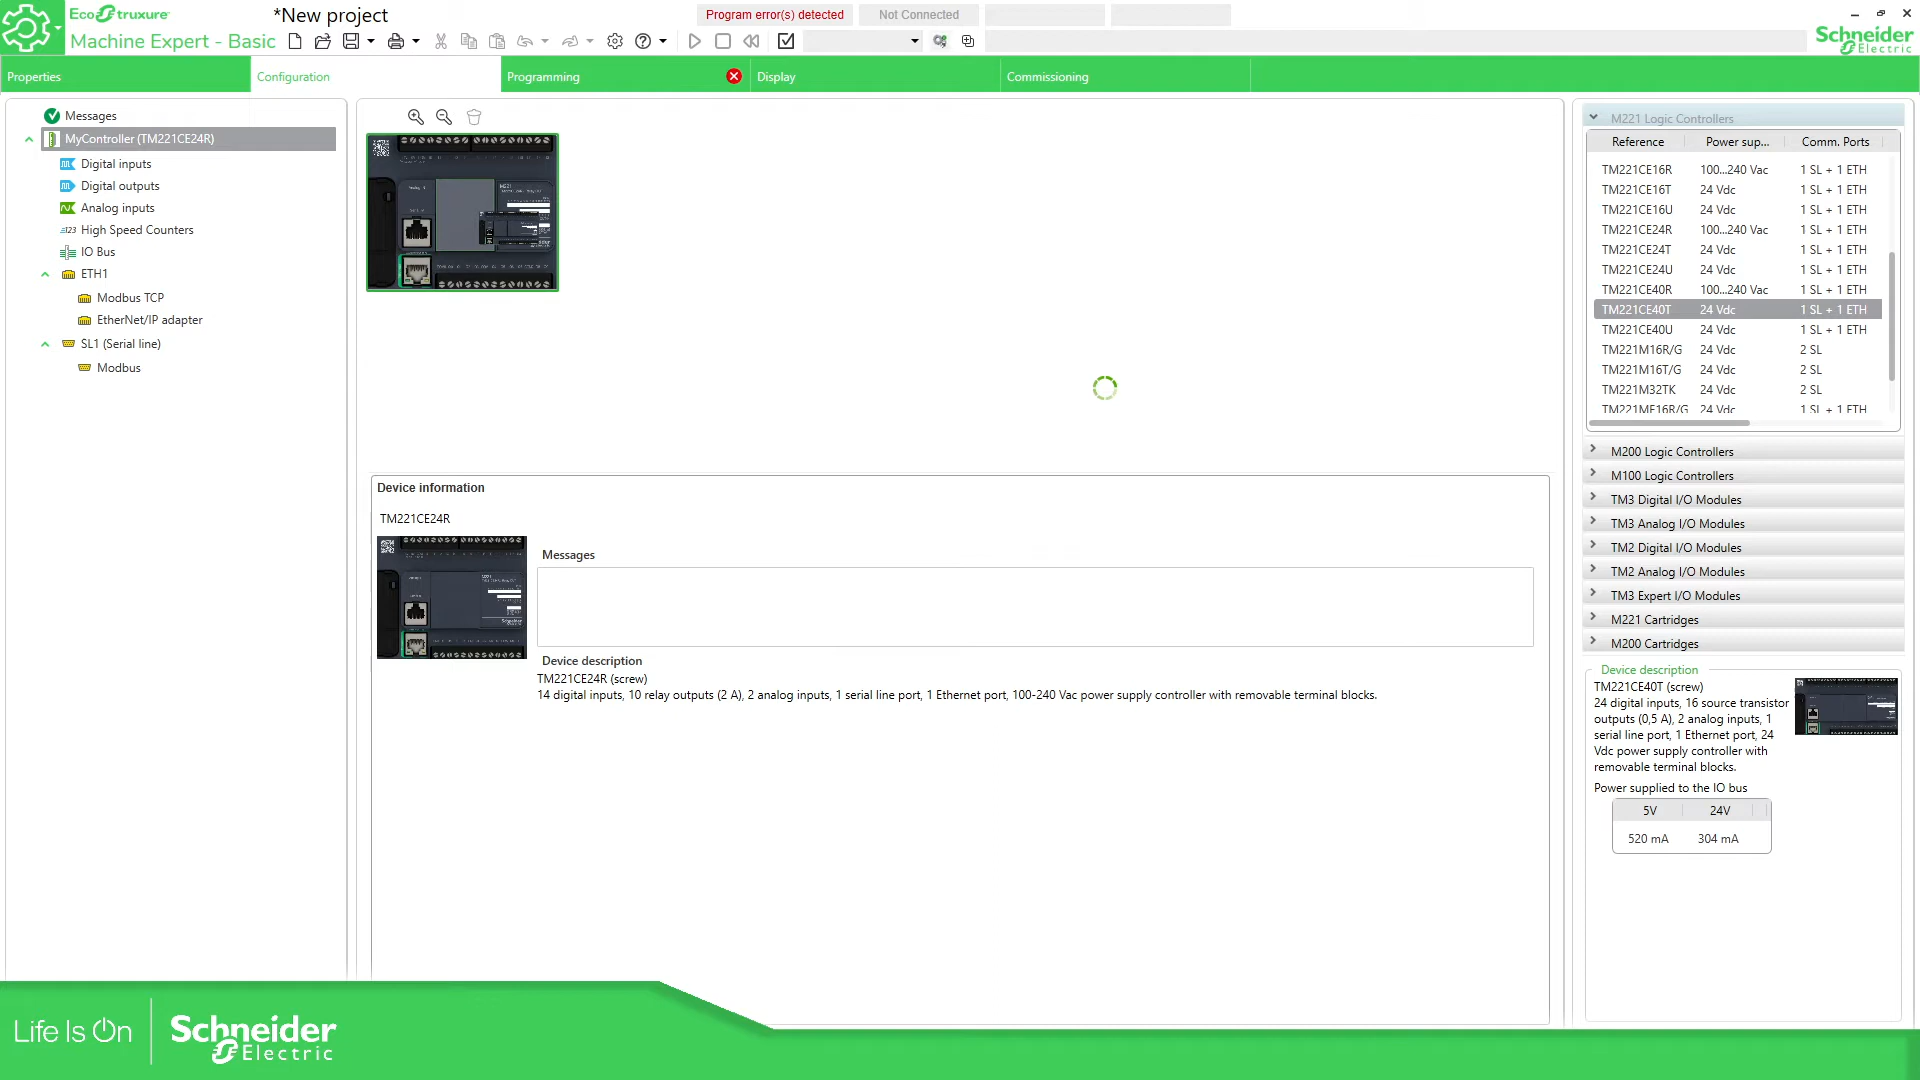 EcoStruxure
Machine Expert - Basic
*New project
Program error(s) detected
Not Connected
Schneider
Electric
Properties
Configuration
Programming
Display
Commissioning
Messages
MyController (TM221CE24R)
Digital inputs
Digital outputs
Analog inputs
High Speed Counters
IO Bus
ETH1
Modbus TCP
EtherNet/IP adapter
SL1 (Serial line)
Modbus
M221
Device information
TM221CE24R
Messages
Device description
TM221CE24R (screw)
14 digital inputs, 10 relay outputs (2 A), 2 analog inputs, 1 serial line port, 1 Ethernet port, 100-240 Vac power supply controller with removable terminal blocks.
M221 Logic Controllers
Reference Power sup... Comm. Ports
TM221CE16R 100...240 Vac 1 SL + 1 ETH
TM221CE16T 24 Vdc 1 SL + 1 ETH
TM221CE16U 24 Vdc 1 SL + 1 ETH
TM221CE24R 100...240 Vac 1 SL + 1 ETH
TM221CE24T 24 Vdc 1 SL + 1 ETH
TM221CE24U 24 Vdc 1 SL + 1 ETH
TM221CE40R 100...240 Vac 1 SL + 1 ETH
TM221CE40T 24 Vdc 1 SL + 1 ETH
TM221CE40U 24 Vdc 1 SL + 1 ETH
TM221M16R/G 24 Vdc 2 SL
TM221M16T/G 24 Vdc 2 SL
TM221M32TK 24 Vdc 2 SL
TM221ME16R/G 24 Vdc 1 SL + 1 ETH
M200 Logic Controllers
M100 Logic Controllers
TM3 Digital I/O Modules
TM3 Analog I/O Modules
TM2 Digital I/O Modules
TM2 Analog I/O Modules
TM3 Expert I/O Modules
M221 Cartridges
M200 Cartridges
Device description
TM221CE40T (screw)
24 digital inputs, 16 source transistor
outputs (0,5 A), 2 analog inputs, 1
serial line port, 1 Ethernet port, 24
Vdc power supply controller with
removable terminal blocks.
Power supplied to the IO bus
5V 24V
520 mA 304 mA
Life Is On
Schneider
Electric